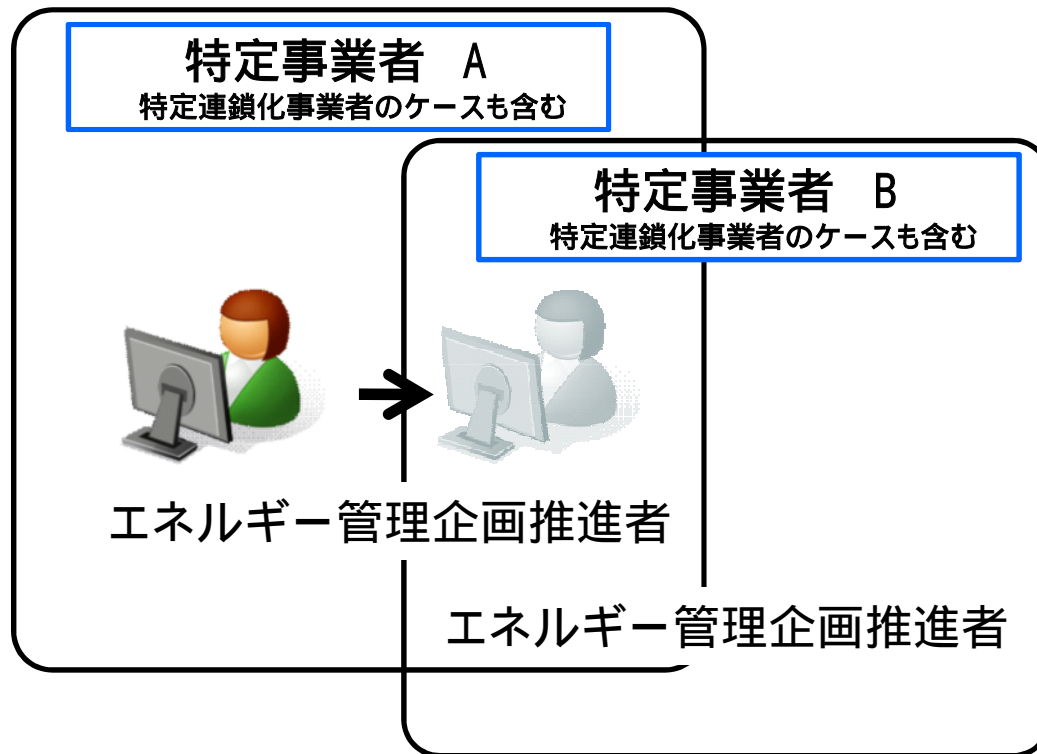 特定事業者　A
特定連鎖化事業者のケースも含む
特定事業者　B
特定連鎖化事業者のケースも含む
エネルギー管理企画推進者
エネルギー管理企画推進者